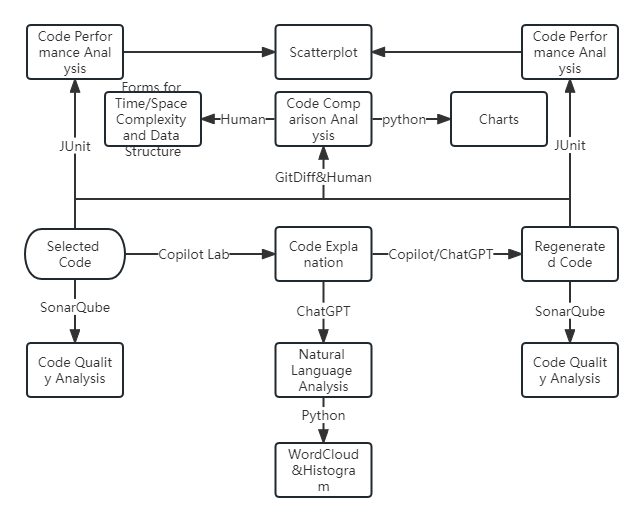 Code Perfor
mance Anal
ysis
Scatterplot
Code Perfor
mance Anal
ysis
Forms for
Time/Space
Complexity
and Data
Structure
Human
Code Comp
arison Anal
ysis
python
Charts
JUnit
JUnit
GitDiff&Human
Selected
Code
Copilot Lab
Code Expla
nation
Copilot/ChatGPT
Regenerate
d Code
SonarQube
ChatGPT
SonarQube
Code Qualit
y Analysis
Natural
Language
Analysis
Code Qualit
y Analysis
Python
WordCloud
&Histogra
m